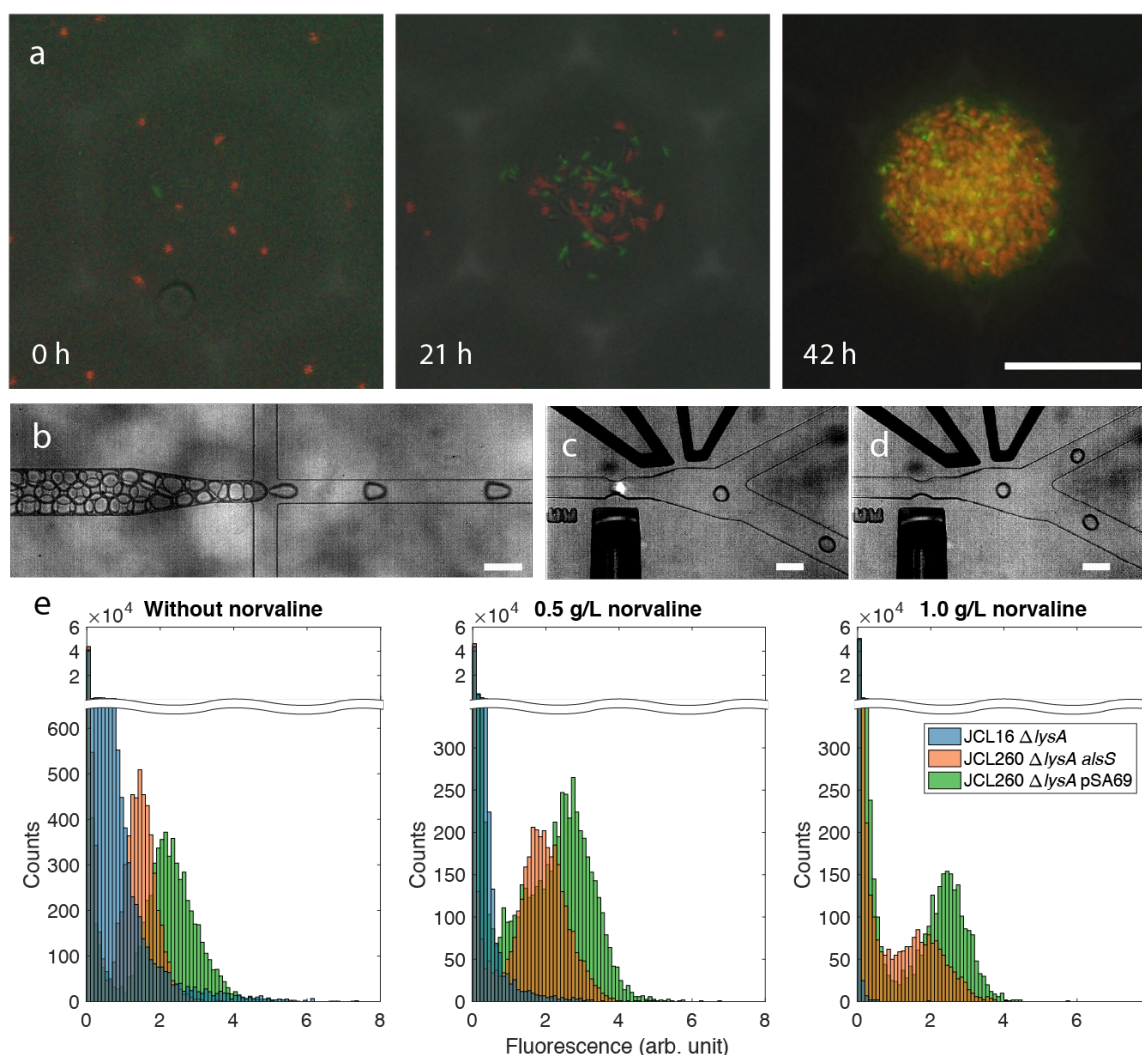 a
0 h
21 h
42 h
b
c
d
e
Without norvaline
0.5 g/L norvaline
1.0 g/L norvaline
×10⁴
6
4
2
600
500
400
300
200
100
0
Counts
0 2 4 6 8
×10⁴
6
4
2
300
250
200
150
100
50
0
Counts
0 2 4 6 8
Fluorescence (arb. unit)
×10⁴
6
4
2
300
250
200
150
100
50
0
Counts
0 2 4 6
JCL16 ΔlysA
JCL260 ΔlysA alsS
JCL260 ΔlysA pSA69